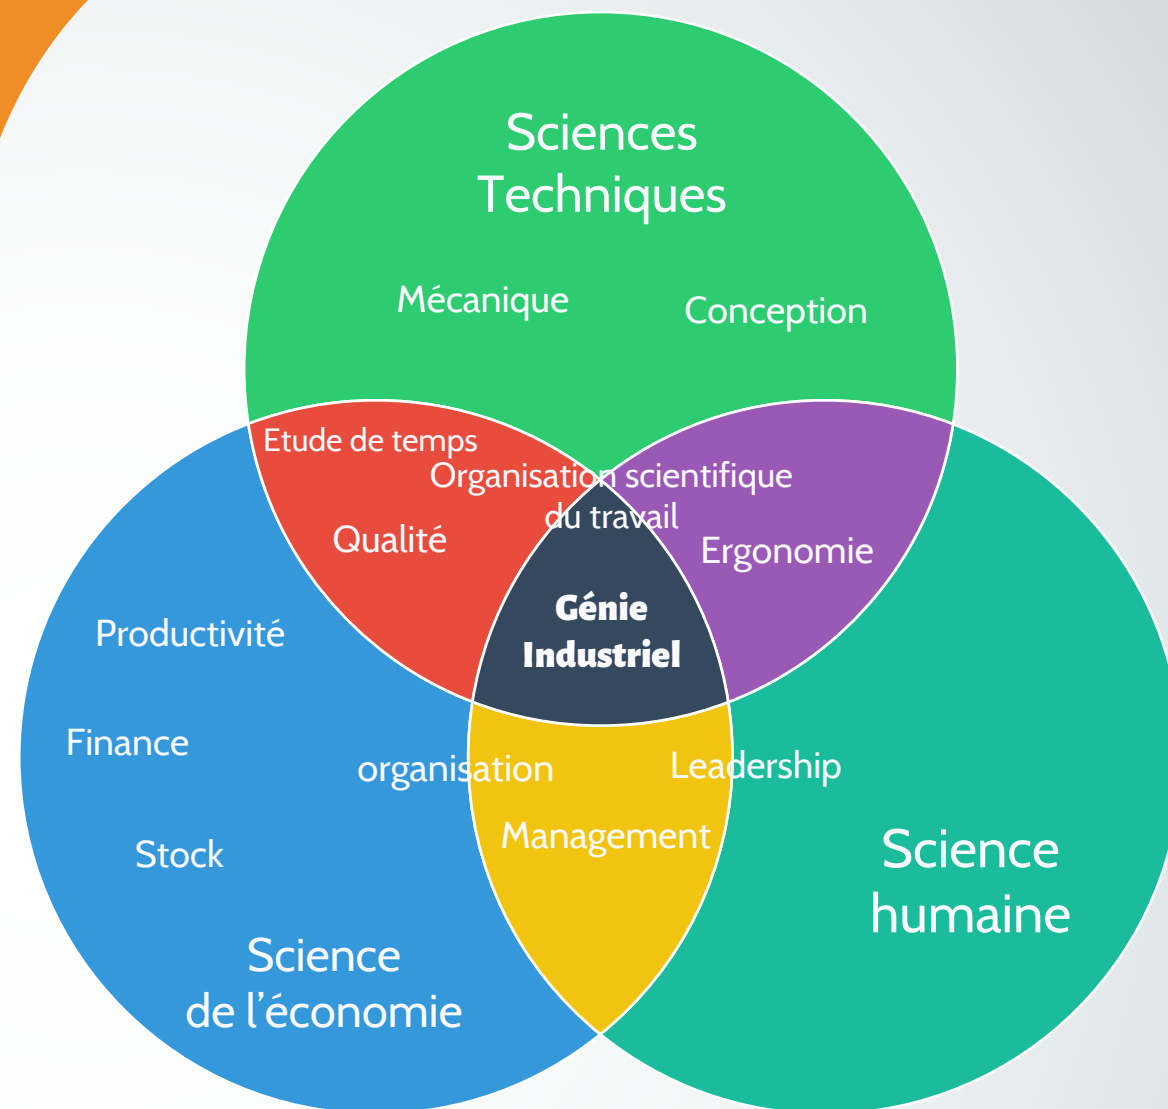 Sciences
Techniques
Mécanique
Conception
Etude de temps
Organisation scientifique
du travail
Qualité
Ergonomie
Génie
Industriel
Productivité
Finance
organisation
Leadership
Management
Stock
Science
humaine
Science
de l’économie